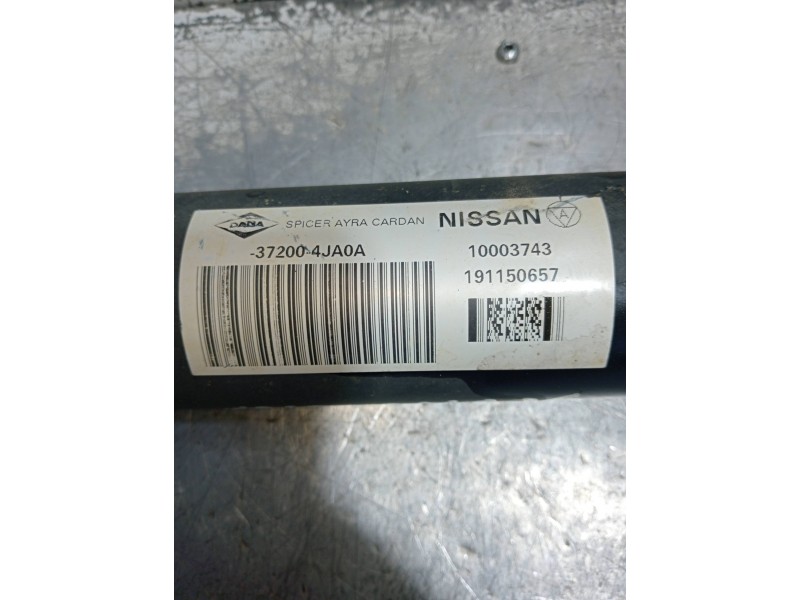 DANA SPICER AYRA CARDAN NISSAN A
-37200 4JA0A 10003743
191150657